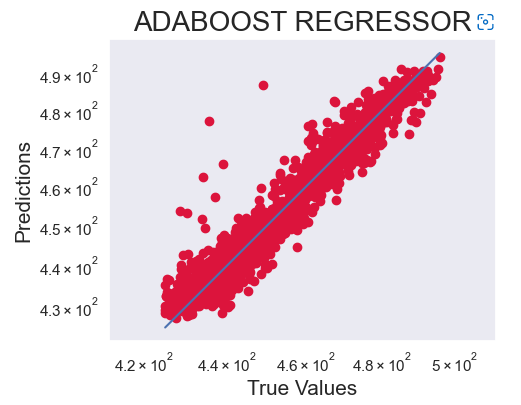 ADABOOST REGRESSOR
Predictions
4.9 × 10²
4.8 × 10²
4.7 × 10²
4.6 × 10²
4.5 × 10²
4.4 × 10²
4.3 × 10²
4.2 × 10² 4.4 × 10² 4.6 × 10² 4.8 × 10² 5 × 10²
True Values